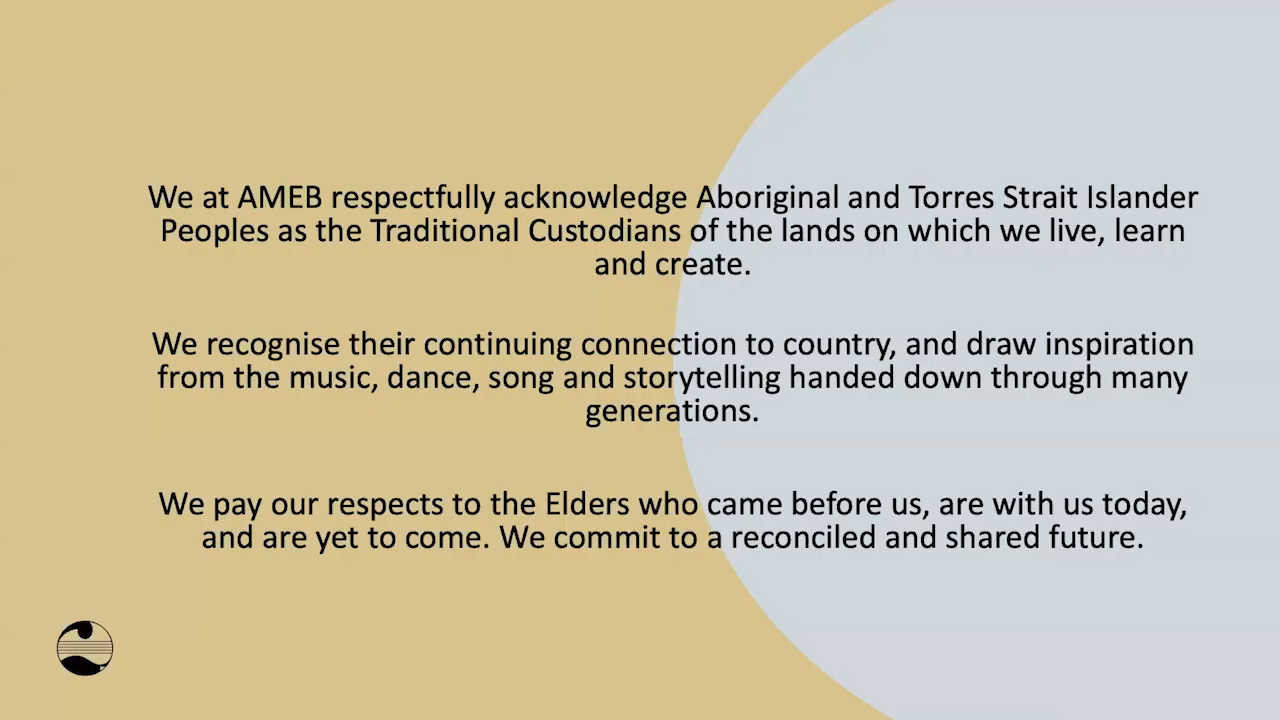 We at AMEB respectfully acknowledge Aboriginal and Torres Strait Islander
Peoples as the Traditional Custodians of the lands on which we live, learn
and create.
We recognise their continuing connection to country, and draw inspiration
from the music, dance, song and storytelling handed down through many
generations.
We pay our respects to the Elders who came before us, are with us today,
and are yet to come. We commit to a reconciled and shared future.